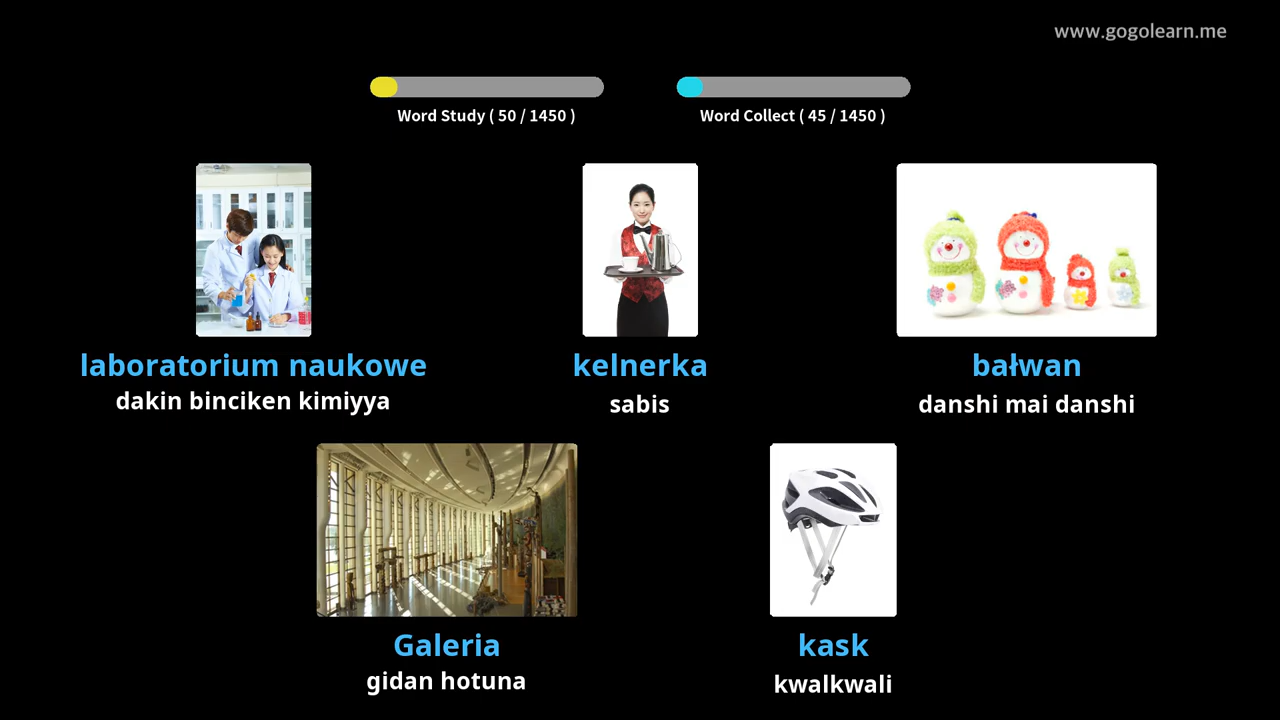 www.gogolearn.me
Word Study ( 50 / 1450 )
Word Collect ( 45 / 1450 )
laboratorium naukowe
dakin binciken kimiyya
kelnerka
sabis
bałwan
danshi mai danshi
Galeria
gidan hotuna
kask
kwalkwali